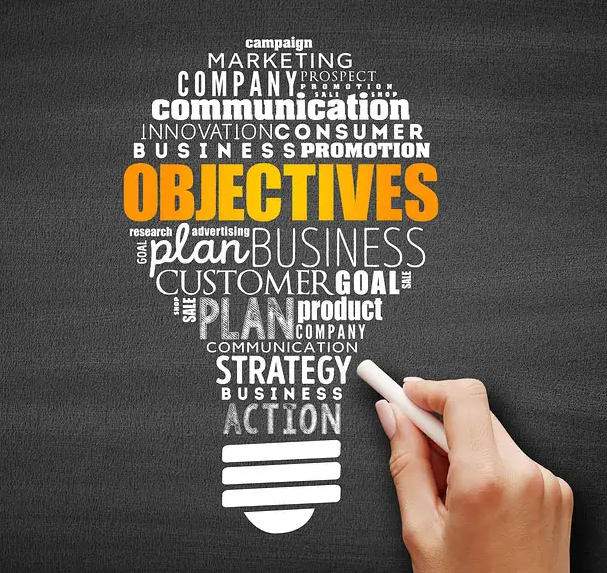 campaign
MARKETING
COMPANY PROSPECT
PROMOTION
SALE SHOP
communication
INNOVATION CONSUMER
BUSINESS PROMOTION
OBJECTIVES
research advertising
GOAL plan BUSINESS
CUSTOMER GOAL SALE
SHOP SALE PLAN product
COMPANY
COMMUNICATION
STRATEGY
BUSINESS
ACTION